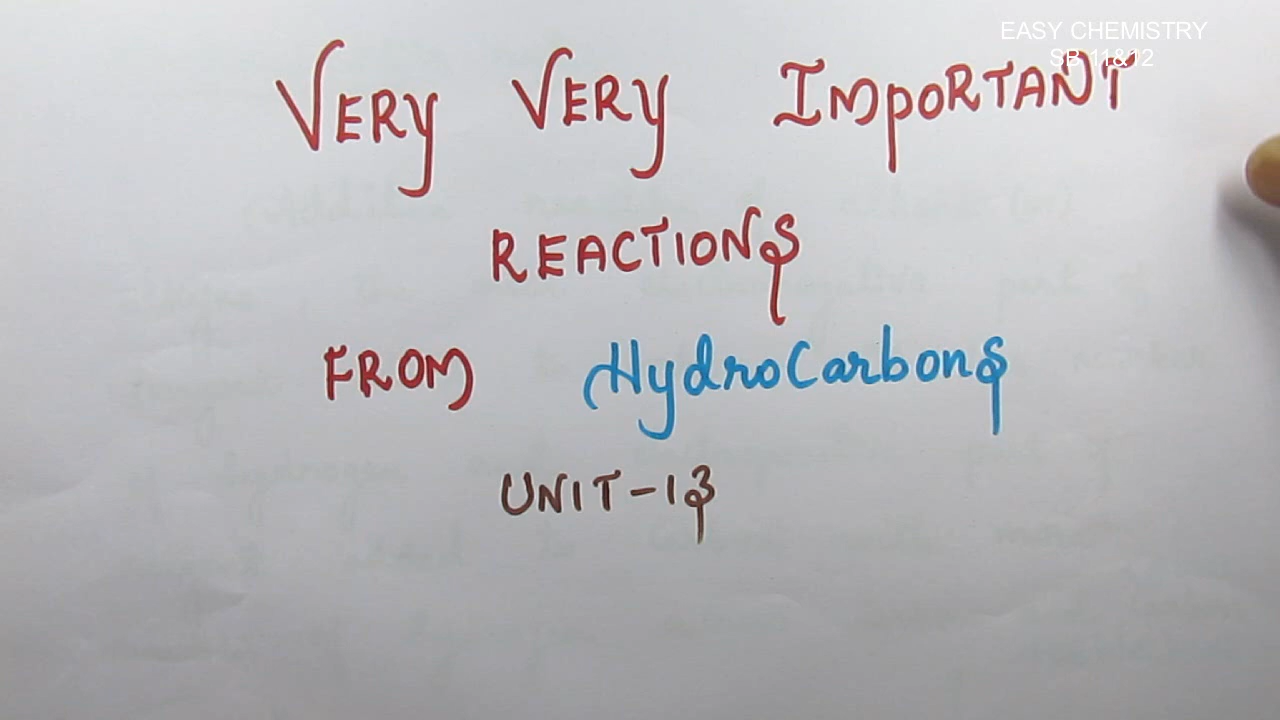 EASY CHEMISTRY
SB 11&12
VERY VERY IMPORTANT
REACTIONS
FROM HydroCarbons
UNIT-13